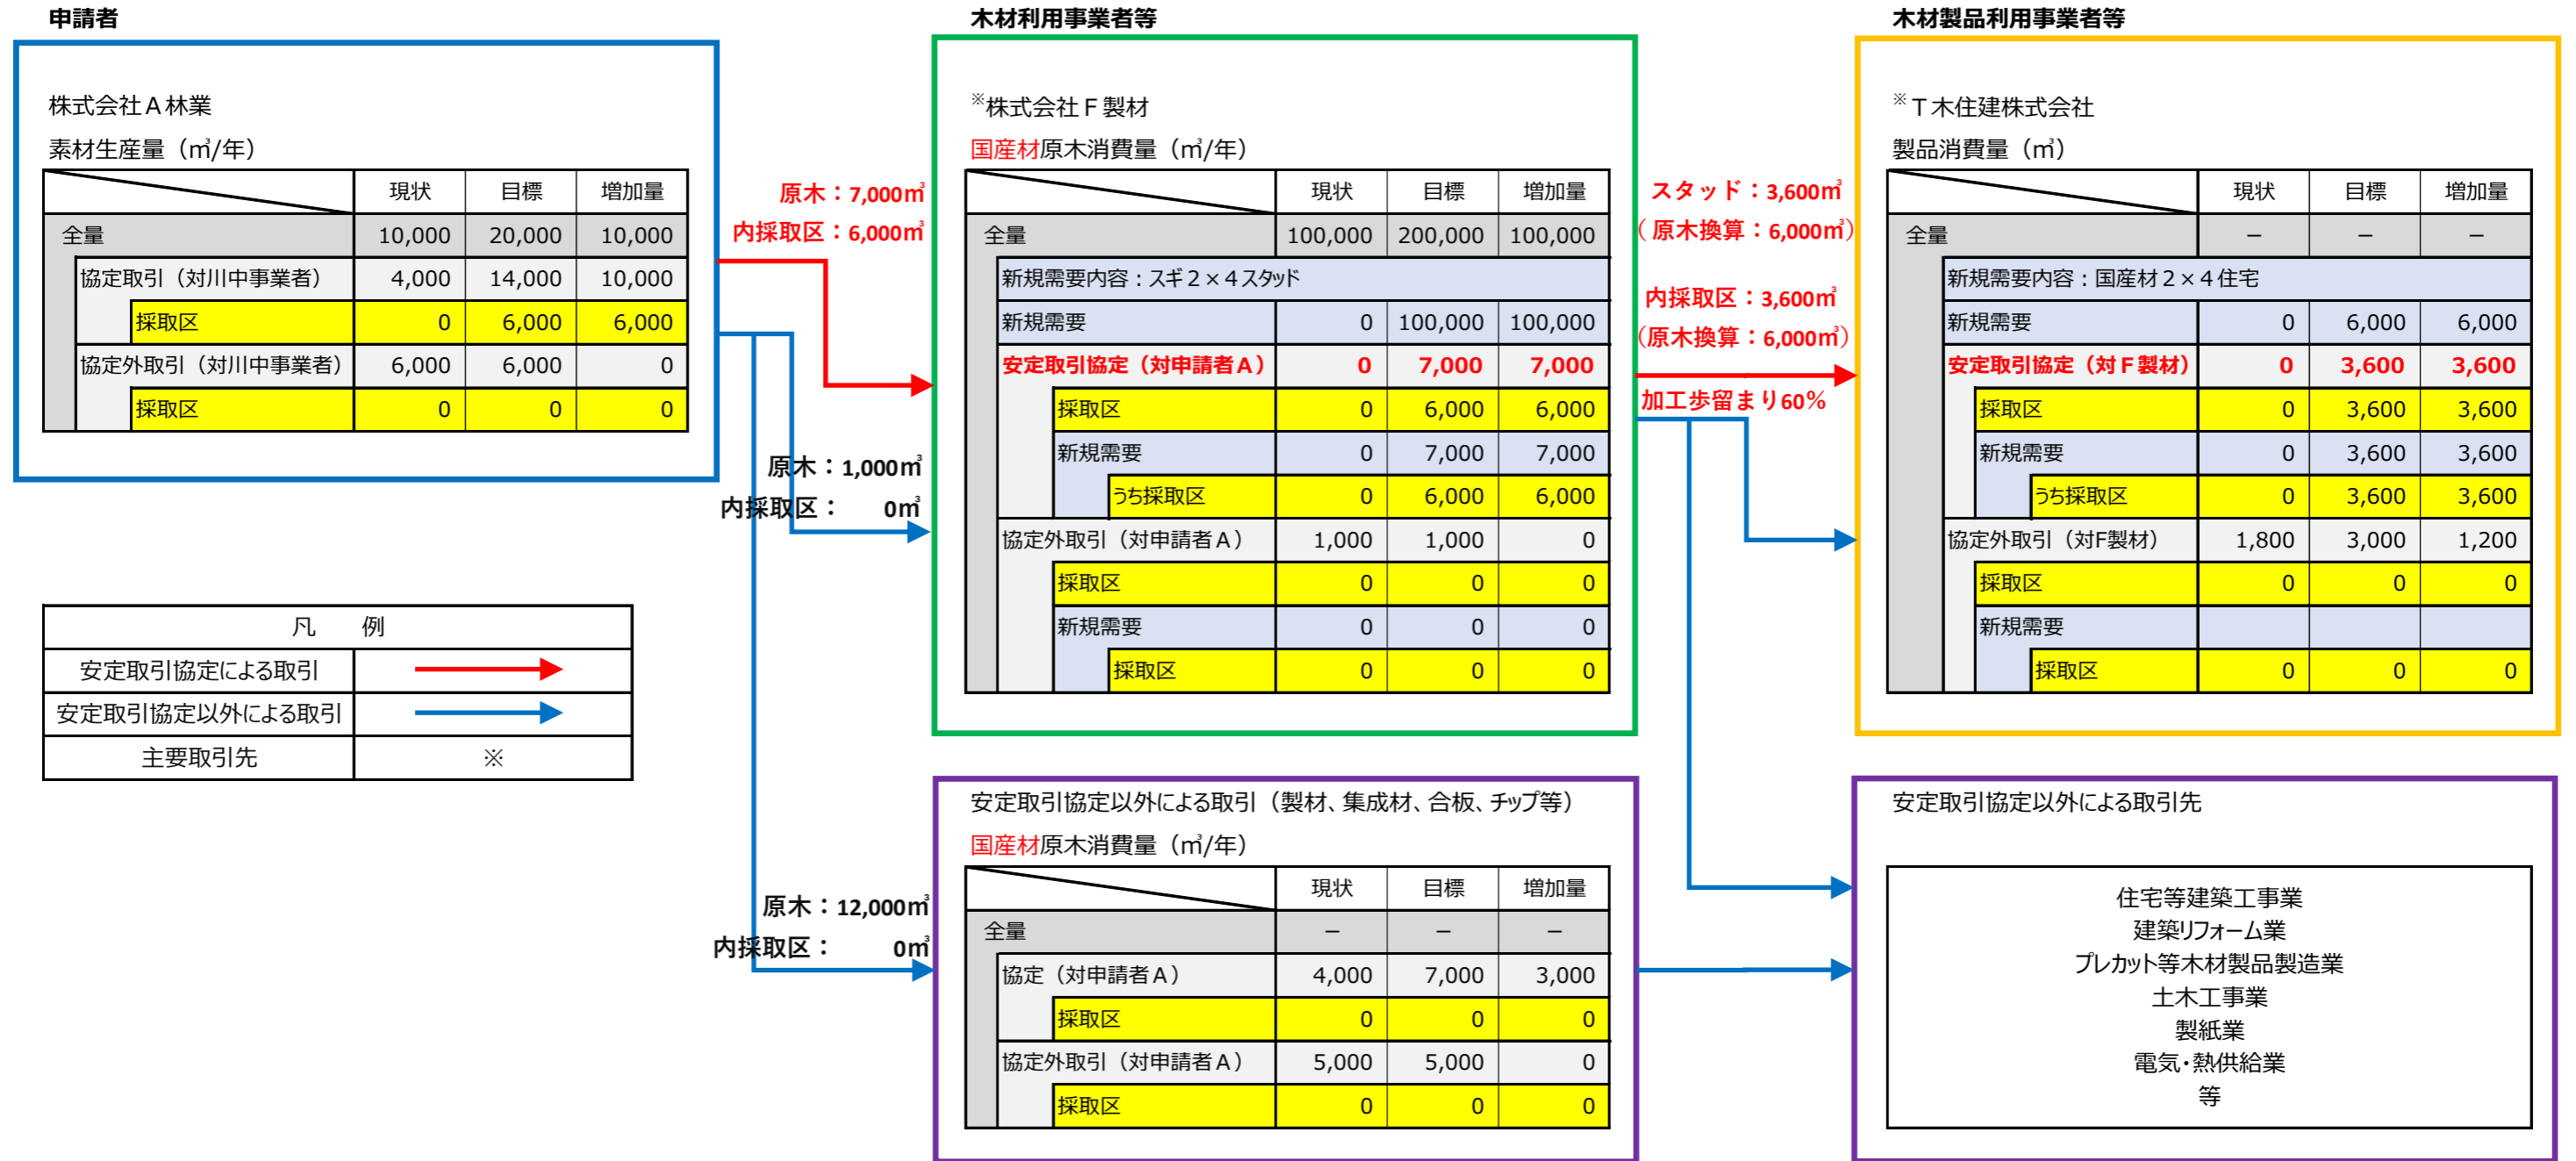 申請者
株式会社A林業
素材生産量（㎥/年）
現状 目標 増加量
全量 10,000 20,000 10,000
協定取引（対川中事業者） 4,000 14,000 10,000
採取区 0 6,000 6,000
協定外取引（対川中事業者） 6,000 6,000 0
採取区 0 0 0
凡 例
安定取引協定による取引
安定取引協定以外による取引
主要取引先 ※
原木：7,000㎥
内採取区：6,000㎥
原木：1,000㎥
内採取区： 0㎥
原木：12,000㎥
内採取区： 0㎥
木材利用事業者等
※株式会社F製材
国産材原木消費量（㎥/年）
現状 目標 増加量
全量 100,000 200,000 100,000
新規需要内容：スギ2×4スタッド
新規需要 0 100,000 100,000
安定取引協定（対申請者A） 0 7,000 7,000
採取区 0 6,000 6,000
新規需要 0 7,000 7,000
うち採取区 0 6,000 6,000
協定外取引（対申請者A） 1,000 1,000 0
採取区 0 0 0
新規需要 0 0 0
採取区 0 0 0
安定取引協定以外による取引（製材、集成材、合板、チップ等）
国産材原木消費量（㎥/年）
現状 目標 増加量
全量 － － －
協定（対申請者A） 4,000 7,000 3,000
採取区 0 0 0
協定外取引（対申請者A） 5,000 5,000 0
採取区 0 0 0
スタッド：3,600㎥
（原木換算：6,000㎥）
内採取区：3,600㎥
（原木換算：6,000㎥）
加工歩留まり60%
木材製品利用事業者等
※T木住建株式会社
製品消費量（㎥）
現状 目標 増加量
全量 － － －
新規需要内容：国産材2×4住宅
新規需要 0 6,000 6,000
安定取引協定（対F製材） 0 3,600 3,600
採取区 0 3,600 3,600
新規需要 0 3,600 3,600
うち採取区 0 3,600 3,600
協定外取引（対F製材） 1,800 3,000 1,200
採取区 0 0 0
新規需要
採取区 0 0 0
安定取引協定以外による取引先
住宅等建築工事業
建築リフォーム業
プレカット等木材製品製造業
土木工事業
製紙業
電気・熱供給業
等